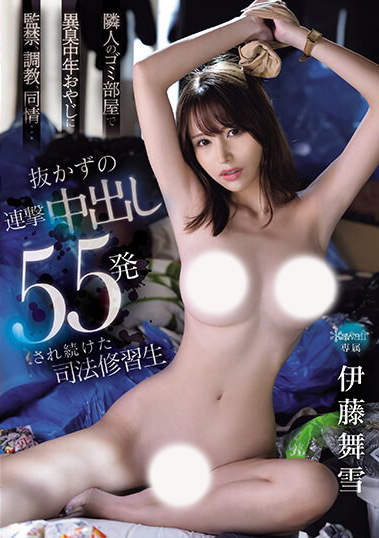 隣人の、ゴミ部屋で
異臭中年おやじに
監禁、調教、同情…
抜かずの
連撃中出し
55発
され続けた
司法修習生
kawaii*
専属
伊藤舞雪